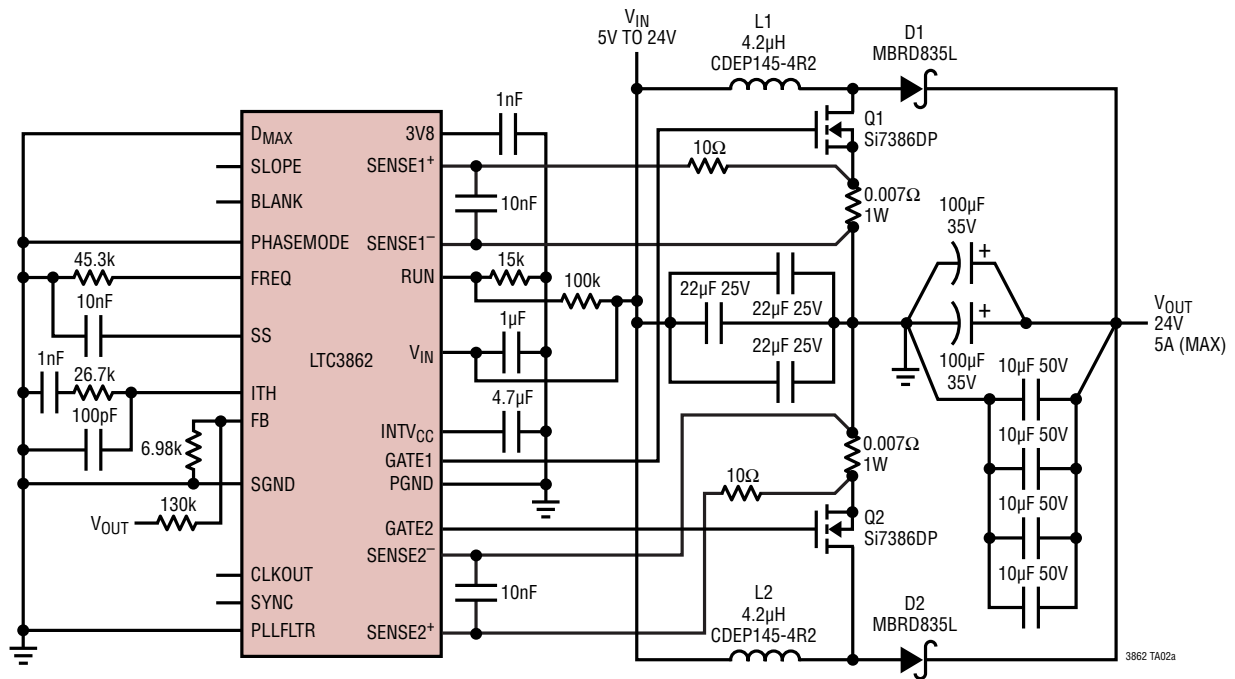 VIN
5V TO 24V
L1
4.2µH
CDEP145-4R2
D1
MBRD835L
1nF
DMAX
3V8
Q1
Si7386DP
SLOPE
SENSE1+
10Ω
BLANK
10nF
0.007Ω
1W
100µF
35V
PHASEMODE
SENSE1–
45.3k
FREQ
RUN
15k
100k
22µF 25V
22µF 25V
+
10nF
SS
1µF
VIN
LTC3862
22µF 25V
+
100µF
35V
VOUT
24V
5A (MAX)
1nF
26.7k
ITH
100pF
4.7µF
10µF 50V
FB
INTVCC
6.98k
GATE1
0.007Ω
1W
10µF 50V
SGND
PGND
10Ω
130k
VOUT
GATE2
Q2
Si7386DP
10µF 50V
SENSE2–
CLKOUT
10nF
10µF 50V
SYNC
L2
4.2µH
CDEP145-4R2
D2
MBRD835L
PLLFLTR
SENSE2+
3862 TA02a